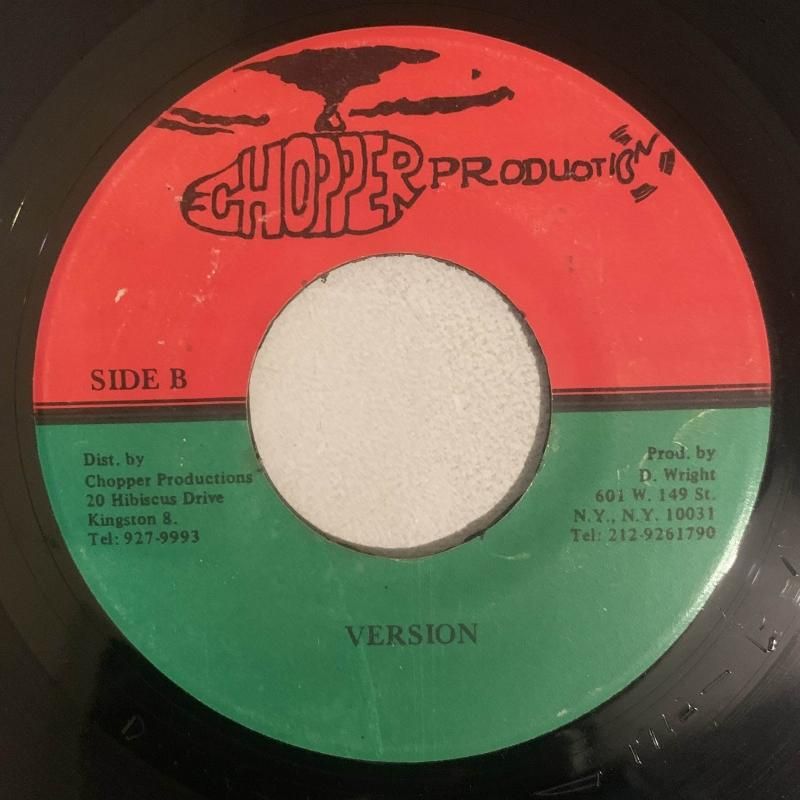 CHOPPER PRODUCTION
SIDE B
Dist. by
Chopper Productions
20 Hibiscus Drive
Kingston 8.
Tel: 927-9993
Prod. by
D. Wright
601 W. 149 St.
N.Y., N.Y. 10031
Tel: 212-9261790
VERSION